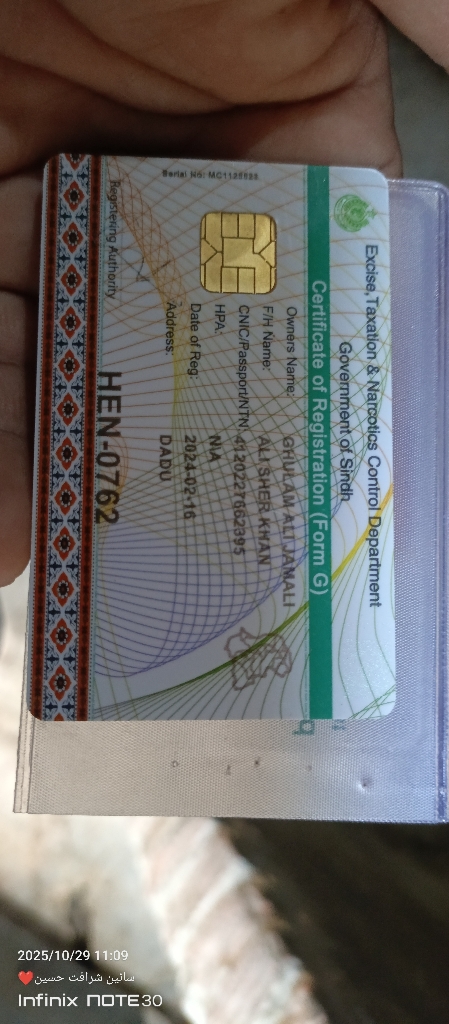 Excise,Taxation & Narcotics Control Department
Government of Sindh
Certificate of Registration (Form G)
Owners Name: GHULAM ALI JAMALI
F/H Name: ALI SHER KHAN
CNIC/Passport/NTN 4120227662395
HPA: N/A
Date of Reg: 2024-02-16
Address: DADU
HEN-0762
Registering Authority
Serial No: MC1125525
2025/10/29 11:09
سائین شرافت حسین❤️
Infinix NOTE30